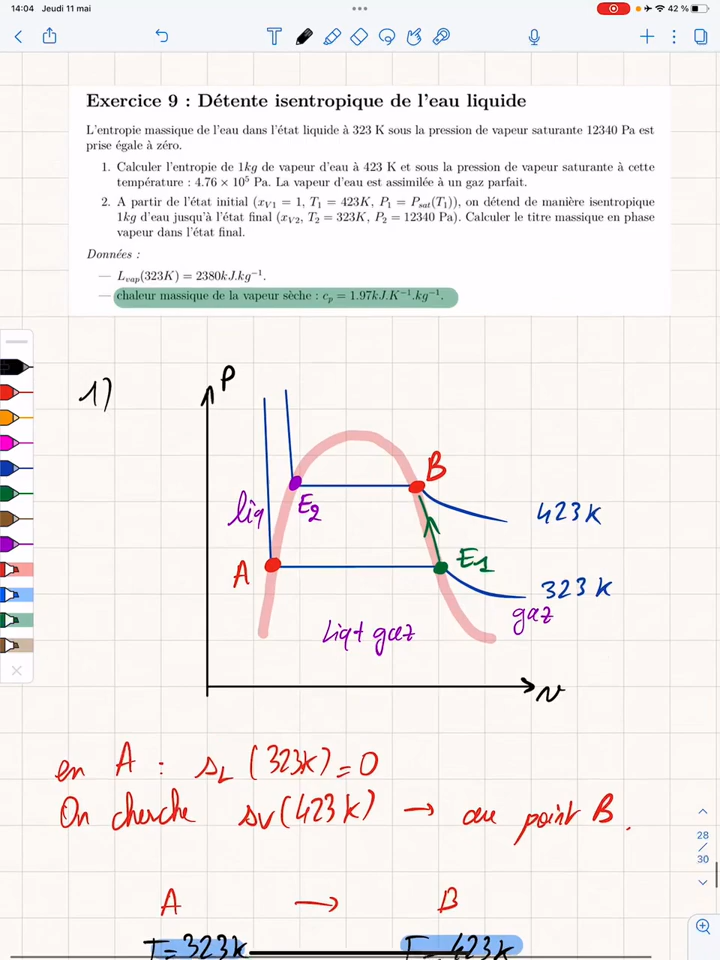 14:04 Jeudi 11 mai
42 %
Exercice 9 : Détente isentropique de l'eau liquide
L'entropie massique de l'eau dans l'état liquide à 323 K sous la pression de vapeur saturante 12340 Pa est
prise égale à zéro.
1. Calculer l'entropie de 1kg de vapeur d'eau à 423 K et sous la pression de vapeur saturante à cette
température : 4.76 × 10⁵ Pa. La vapeur d'eau est assimilée à un gaz parfait.
2. A partir de l'état initial (x_V1 = 1, T₁ = 423K, P₁ = P_sat(T₁)), on détend de manière isentropique
1kg d'eau jusqu'à l'état final (x_V2, T₂ = 323K, P₂ = 12340 Pa). Calculer le titre massique en phase
vapeur dans l'état final.
Données :
— L_vap(323K) = 2380kJ.kg⁻¹.
— chaleur massique de la vapeur sèche : c_p = 1.97kJ.K⁻¹.kg⁻¹.
1)
P
B
liq
E2
423K
A
E1
323K
gaz
Liq+gaz
v
en A : s_L (323K) = 0
On cherche s_V(423K) → au point B.
A → B
T=323K T=423K
28
/
30